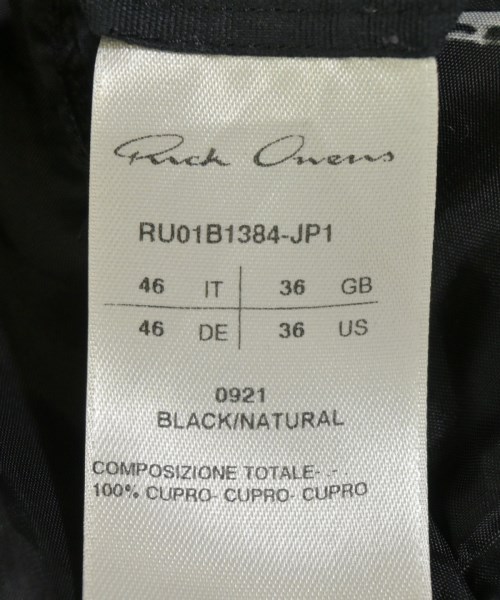 Rick Owens
RU01B1384-JP1
46 IT 36 GB
46 DE 36 US
0921
BLACK/NATURAL
COMPOSIZIONE TOTALE- .-
100% CUPRO- CUPRO- CUPRO